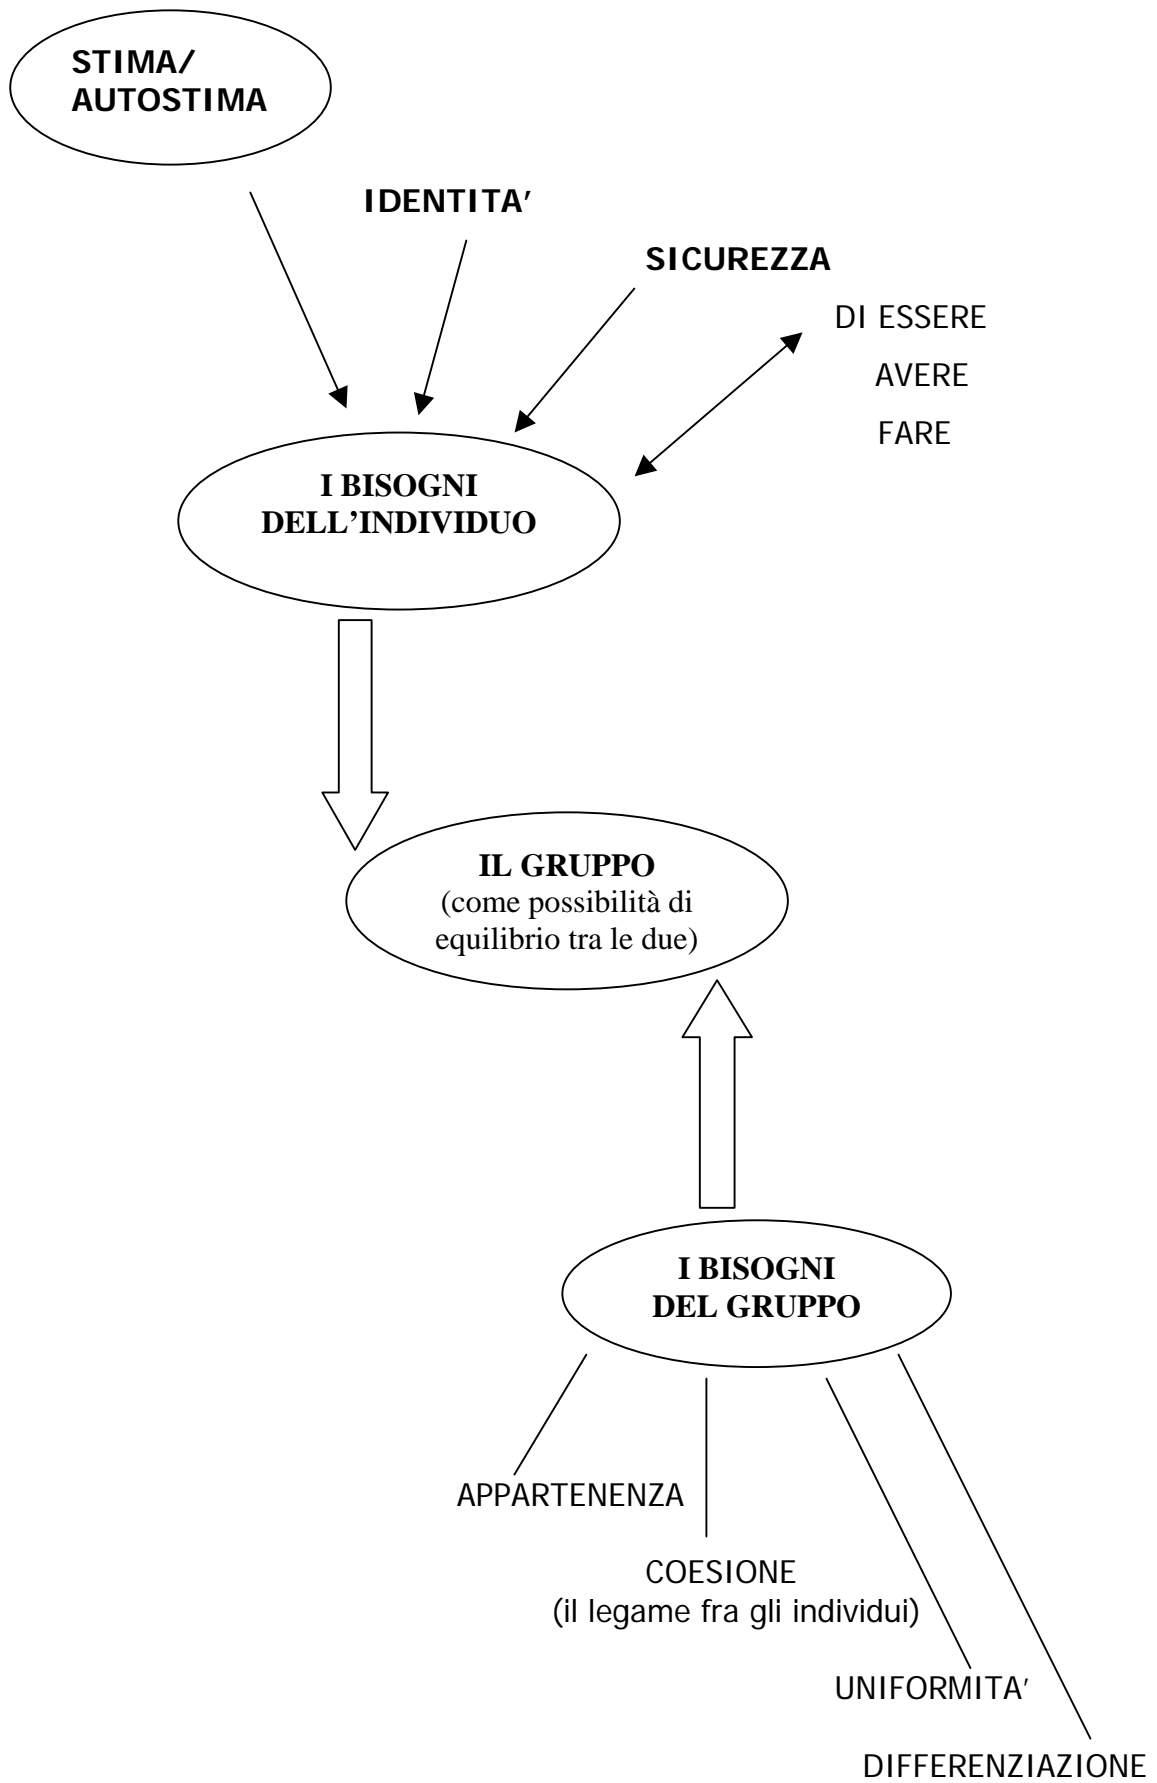 STIMA/
AUTOSTIMA
IDENTITA’
SICUREZZA
DI ESSERE
AVERE
FARE
I BISOGNI
DELL’INDIVIDUO
IL GRUPPO
(come possibilità di
equilibrio tra le due)
I BISOGNI
DEL GRUPPO
APPARTENENZA
COESIONE
(il legame fra gli individui)
UNIFORMITA’
DIFFERENZIAZIONE